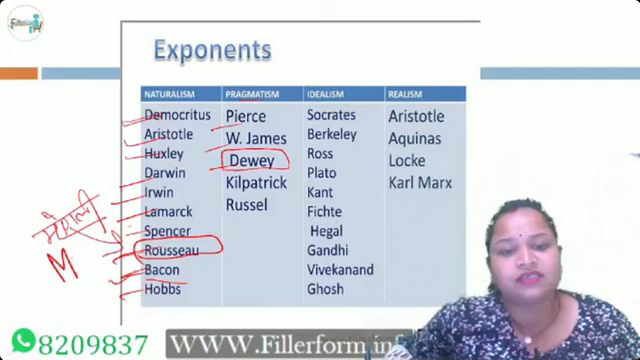 Fillerform
Exponents
NATURALISM PRAGMATISM IDEALISM REALISM
Democritus Pierce Socrates Aristotle
Aristotle W. James Berkeley Aquinas
Huxley Dewey Ross Locke
Darwin Kilpatrick Plato Karl Marx
Irwin Russel Kant
Lamarck Fichte
Spencer Hegal
Rousseau Gandhi
Bacon Vivekanand
Hobbs Ghosh
M
8209837 WWW.Fillerform.inf